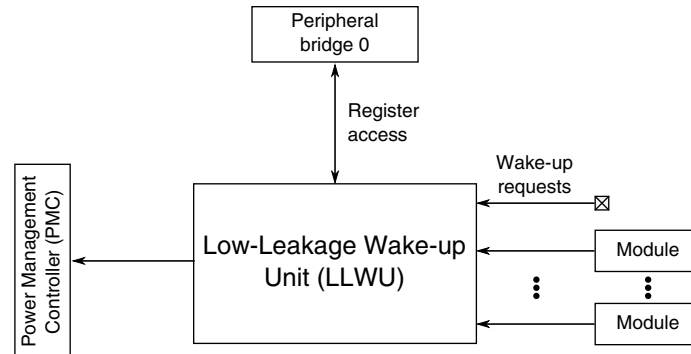 Peripheral
bridge 0
Register
access
Wake-up
requests
Power Management
Controller (PMC)
Low-Leakage Wake-up
Unit (LLWU)
Module
Module